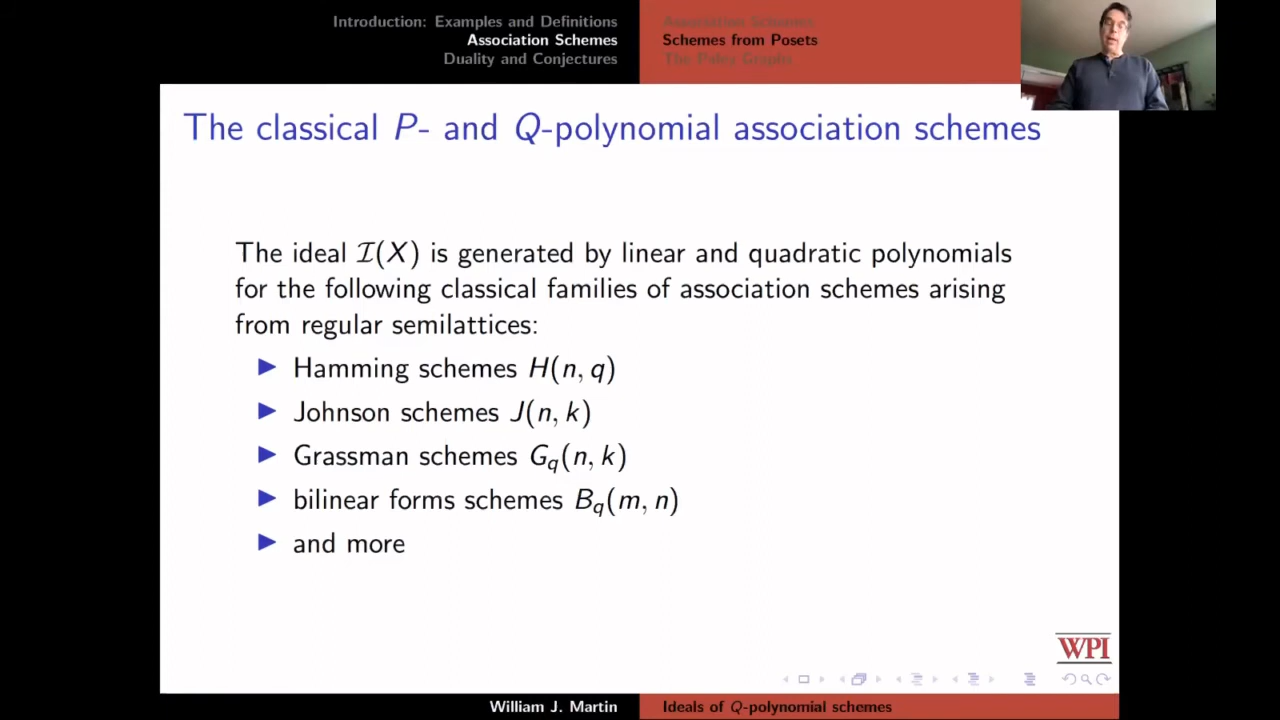 Introduction: Examples and Definitions
Association Schemes
Duality and Conjectures
Association Schemes
Schemes from Posets
The Paley Graphs
The classical P- and Q-polynomial association schemes
The ideal ℐ(X) is generated by linear and quadratic polynomials
for the following classical families of association schemes arising
from regular semilattices:
▶ Hamming schemes H(n, q)
▶ Johnson schemes J(n, k)
▶ Grassman schemes G_q(n, k)
▶ bilinear forms schemes B_q(m, n)
▶ and more
WPI
William J. Martin
Ideals of Q-polynomial schemes